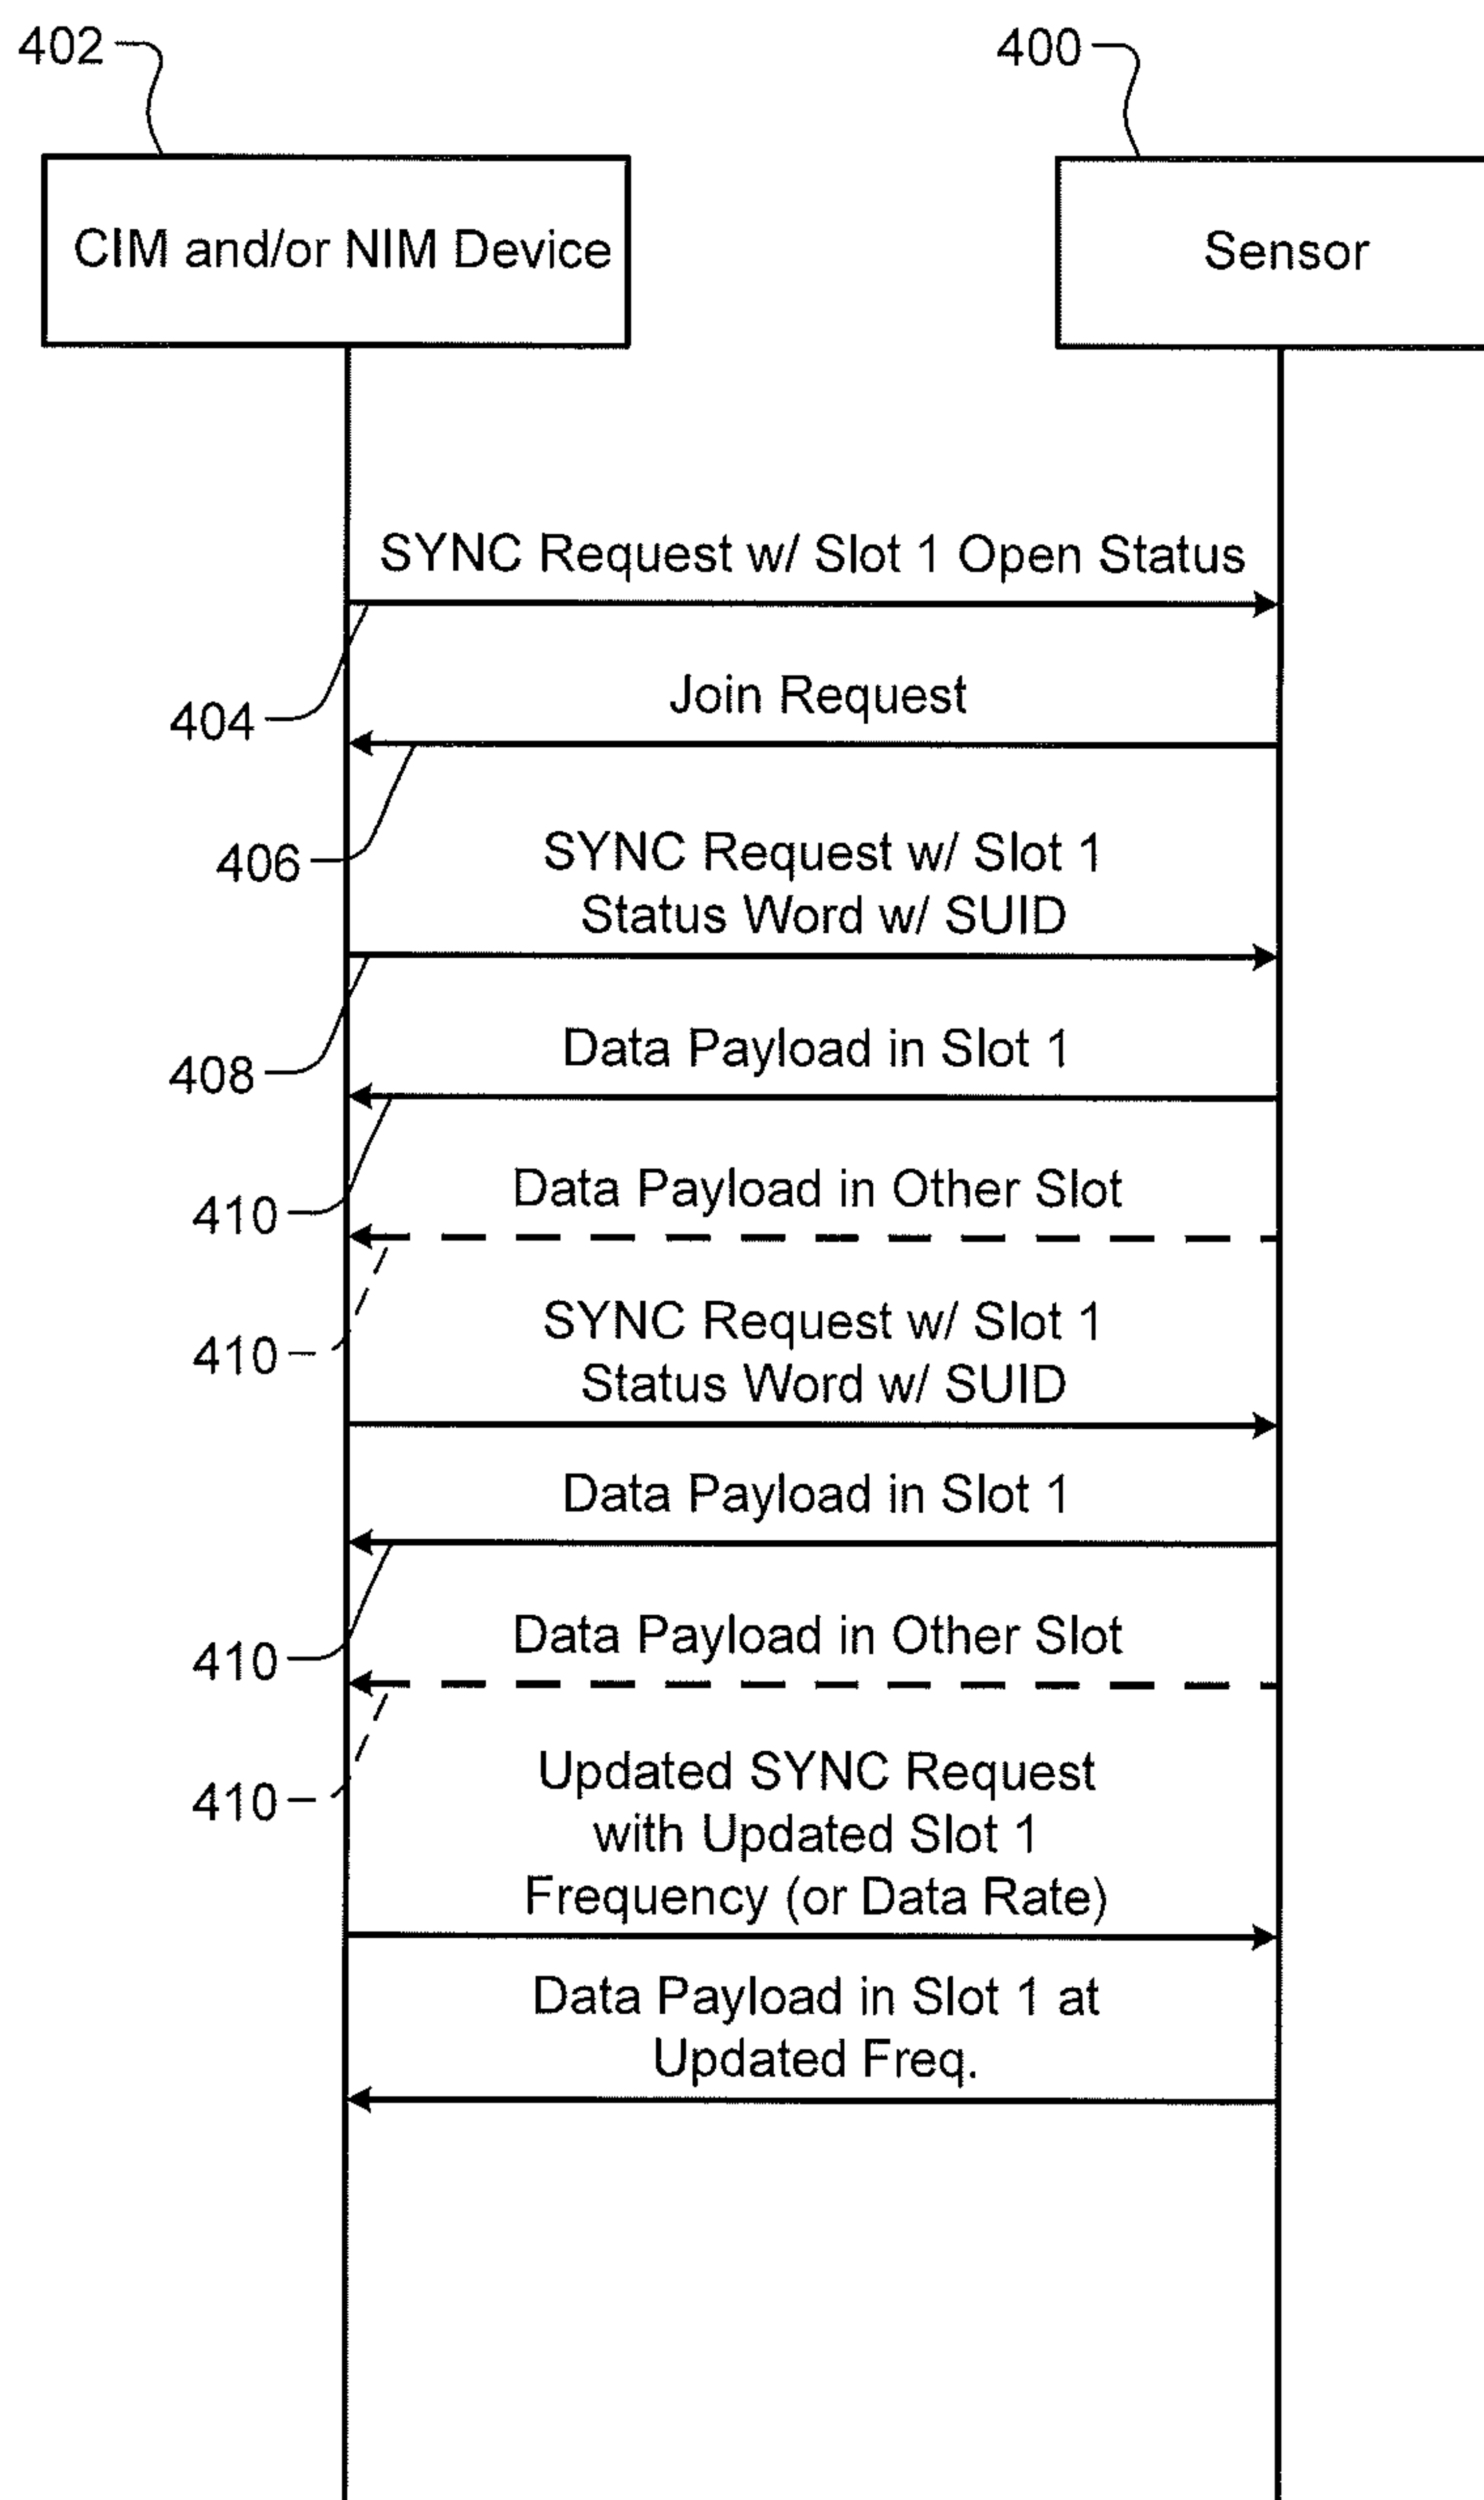 402
400
CIM and/or NIM Device
Sensor
SYNC Request w/ Slot 1 Open Status
404
Join Request
406
SYNC Request w/ Slot 1
Status Word w/ SUID
408
Data Payload in Slot 1
410
Data Payload in Other Slot
410
SYNC Request w/ Slot 1
Status Word w/ SUID
Data Payload in Slot 1
410
Data Payload in Other Slot
410
Updated SYNC Request
with Updated Slot 1
Frequency (or Data Rate)
Data Payload in Slot 1 at
Updated Freq.